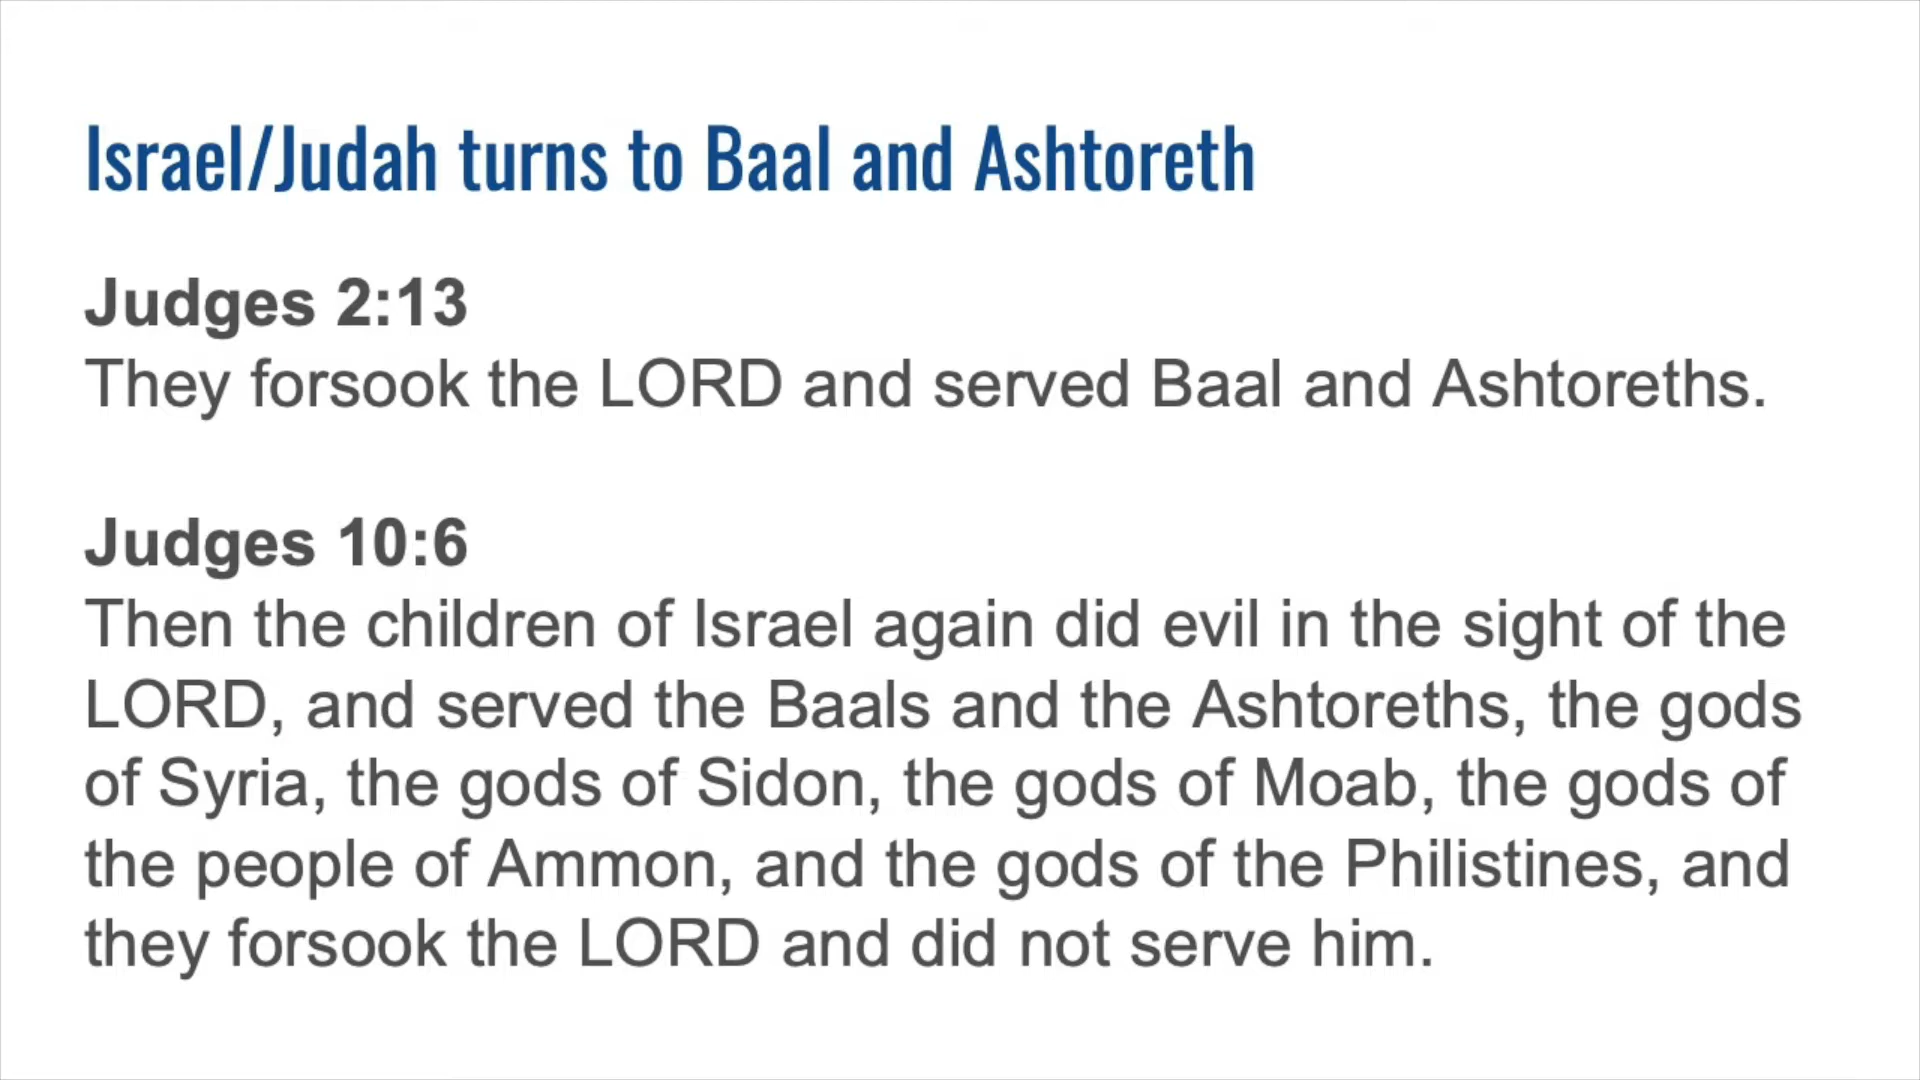 Israel/Judah turns to Baal and Ashtoreth
Judges 2:13
They forsook the LORD and served Baal and Ashtoreths.
Judges 10:6
Then the children of Israel again did evil in the sight of the
LORD, and served the Baals and the Ashtoreths, the gods
of Syria, the gods of Sidon, the gods of Moab, the gods of
the people of Ammon, and the gods of the Philistines, and
they forsook the LORD and did not serve him.